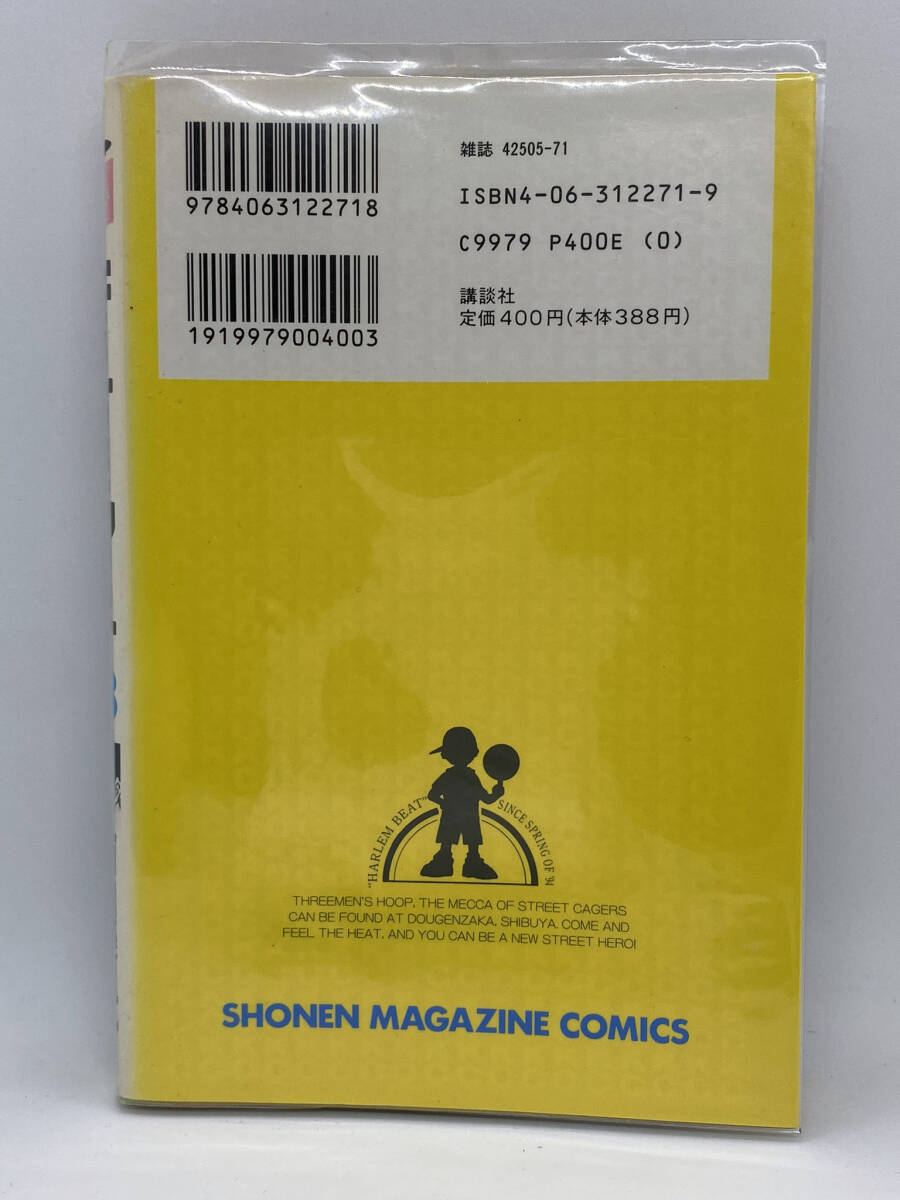 9784063122718
雑誌 42505-71
ISBN4-06-312271-9
C9979 P400E (0)
1919979004003
講談社
定価400円(本体388円)
"HARLEM BEAT"
SINCE SPRING OF '94
THREEMEN'S HOOP, THE MECCA OF STREET CAGERS
CAN BE FOUND AT DOUGENZAKA, SHIBUYA. COME AND
FEEL THE HEAT, AND YOU CAN BE A NEW STREET HERO!
SHONEN MAGAZINE COMICS